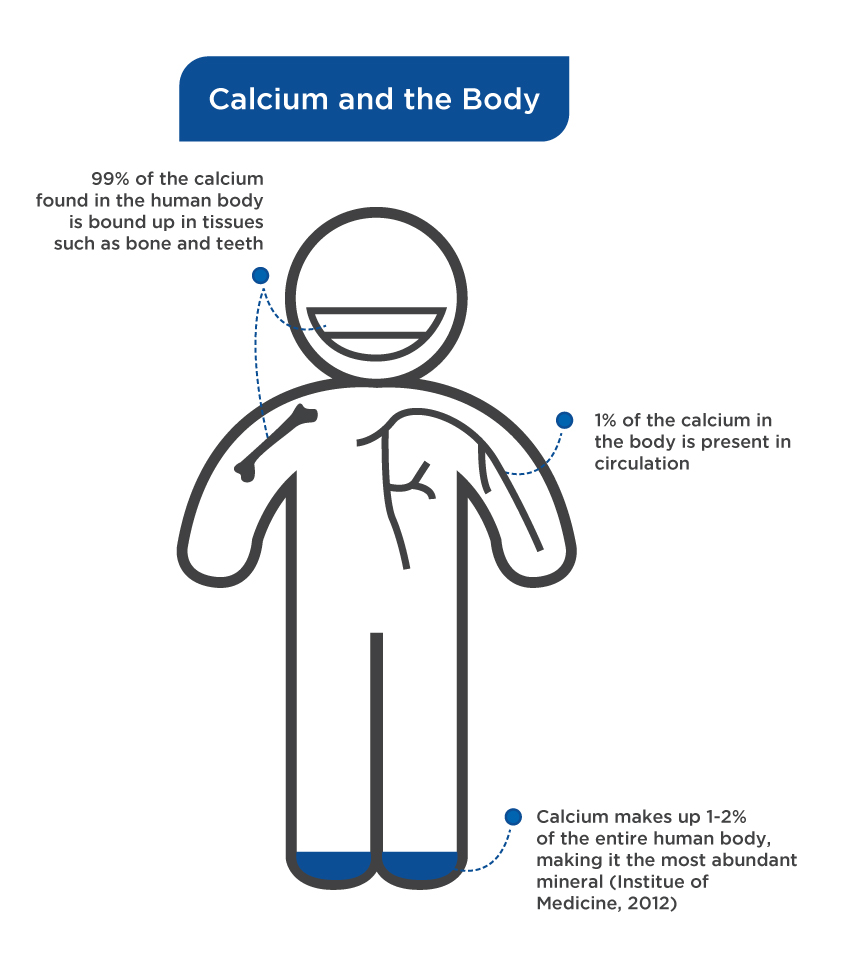 Calcium and the Body
99% of the calcium
found in the human body
is bound up in tissues
such as bone and teeth
1% of the calcium in
the body is present in
circulation
Calcium makes up 1-2%
of the entire human body,
making it the most abundant
mineral (Institue of
Medicine, 2012)